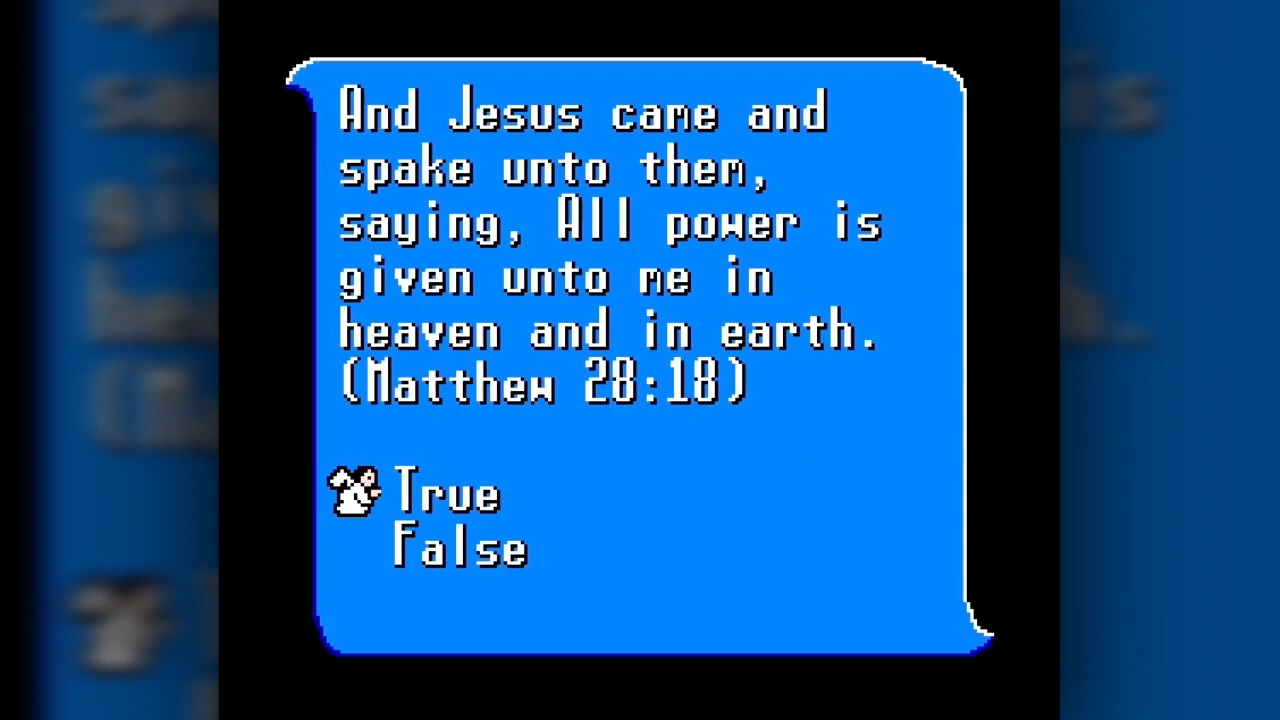 And Jesus came and
spake unto them,
saying, All power is
given unto me in
heaven and in earth.
(Matthew 28:18)
True
False